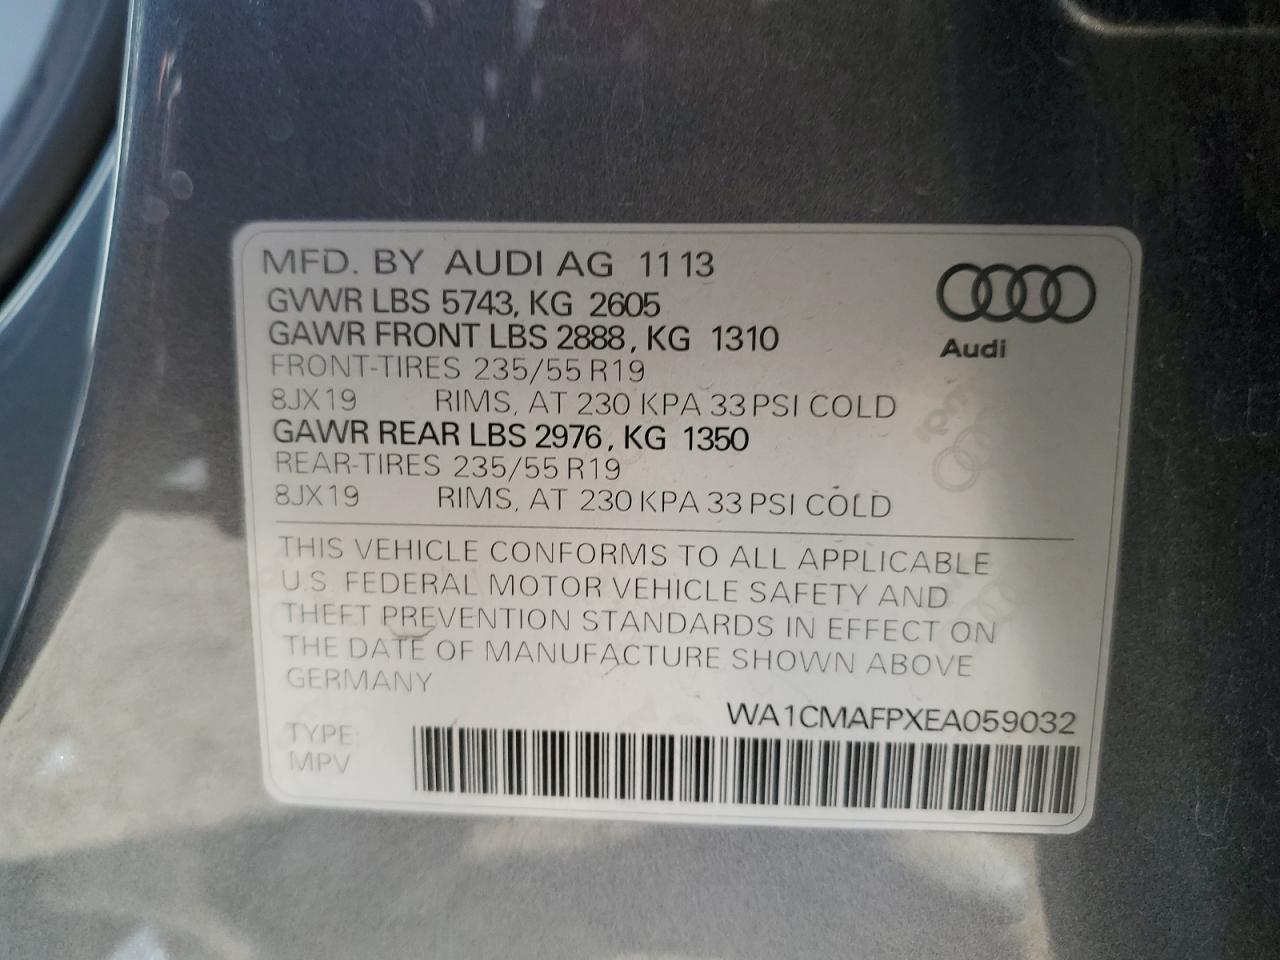 MFD. BY AUDI AG 11 13
GVWR LBS 5743, KG 2605
GAWR FRONT LBS 2888, KG 1310
FRONT-TIRES 235/55 R19
8JX19 RIMS, AT 230 KPA 33 PSI COLD
GAWR REAR LBS 2976, KG 1350
REAR-TIRES 235/55 R19
8JX19 RIMS, AT 230 KPA 33 PSI COLD
Audi
THIS VEHICLE CONFORMS TO ALL APPLICABLE
U.S. FEDERAL MOTOR VEHICLE SAFETY AND
THEFT PREVENTION STANDARDS IN EFFECT ON
THE DATE OF MANUFACTURE SHOWN ABOVE
GERMANY
WA1CMAFPXEA059032
TYPE
MPV